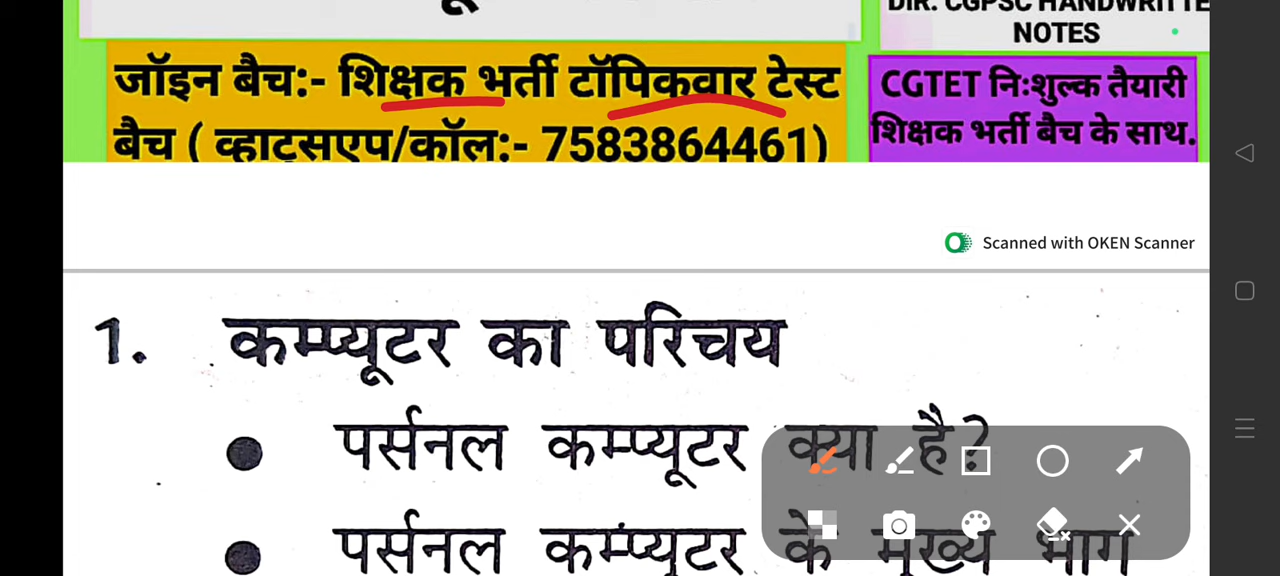 DIR. CGPSC HANDWRITTE
NOTES
जॉइन बैच:- शिक्षक भर्ती टॉपिकवार टेस्ट
बैच ( व्हाट्सएप/कॉल:- 7583864461)
CGTET निःशुल्क तैयारी
शिक्षक भर्ती बैच के साथ.
Scanned with OKEN Scanner
1. कम्प्यूटर का परिचय
● पर्सनल कम्प्यूटर क्या है?
● पर्सनल कम्प्यूटर के मुख्य भाग